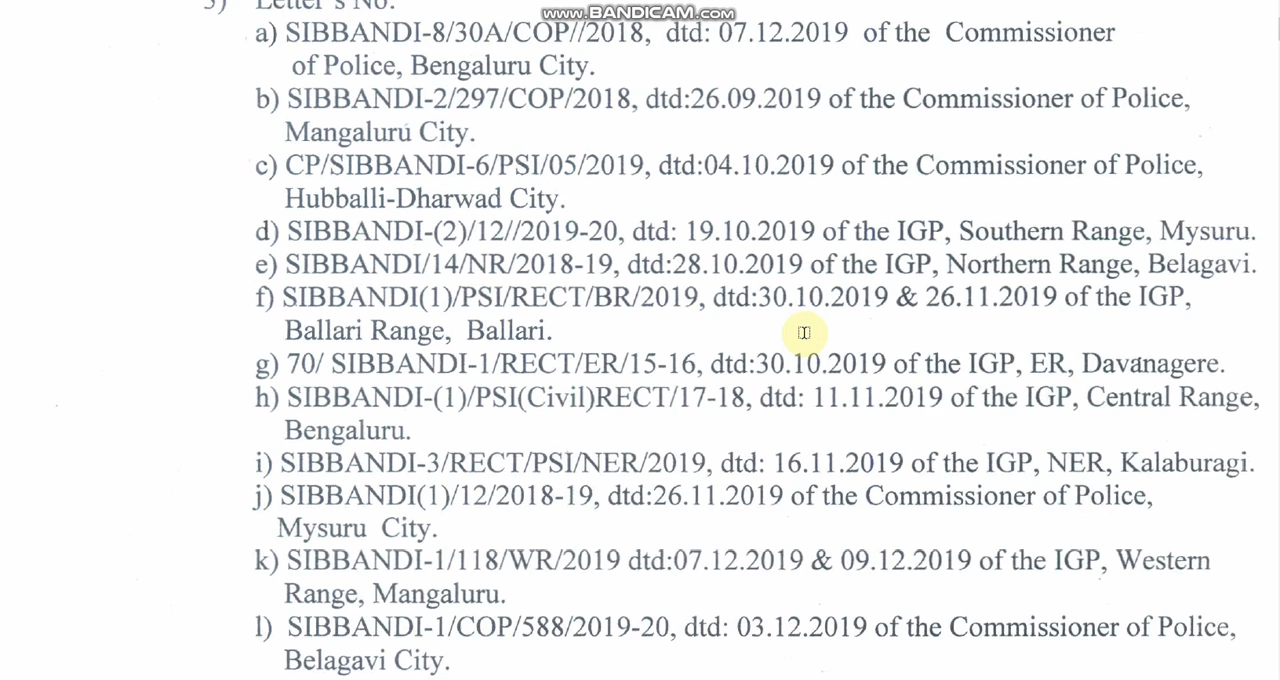 www.BANDICAM.com
3) Letter's No.
a) SIBBANDI-8/30A/COP//2018, dtd: 07.12.2019 of the Commissioner
of Police, Bengaluru City.
b) SIBBANDI-2/297/COP/2018, dtd:26.09.2019 of the Commissioner of Police,
Mangaluru City.
c) CP/SIBBANDI-6/PSI/05/2019, dtd:04.10.2019 of the Commissioner of Police,
Hubballi-Dharwad City.
d) SIBBANDI-(2)/12//2019-20, dtd: 19.10.2019 of the IGP, Southern Range, Mysuru.
e) SIBBANDI/14/NR/2018-19, dtd:28.10.2019 of the IGP, Northern Range, Belagavi.
f) SIBBANDI(1)/PSI/RECT/BR/2019, dtd:30.10.2019 & 26.11.2019 of the IGP,
Ballari Range, Ballari.
g) 70/ SIBBANDI-1/RECT/ER/15-16, dtd:30.10.2019 of the IGP, ER, Davanagere.
h) SIBBANDI-(1)/PSI(Civil)RECT/17-18, dtd: 11.11.2019 of the IGP, Central Range,
Bengaluru.
i) SIBBANDI-3/RECT/PSI/NER/2019, dtd: 16.11.2019 of the IGP, NER, Kalaburagi.
j) SIBBANDI(1)/12/2018-19, dtd:26.11.2019 of the Commissioner of Police,
Mysuru City.
k) SIBBANDI-1/118/WR/2019 dtd:07.12.2019 & 09.12.2019 of the IGP, Western
Range, Mangaluru.
l) SIBBANDI-1/COP/588/2019-20, dtd: 03.12.2019 of the Commissioner of Police,
Belagavi City.